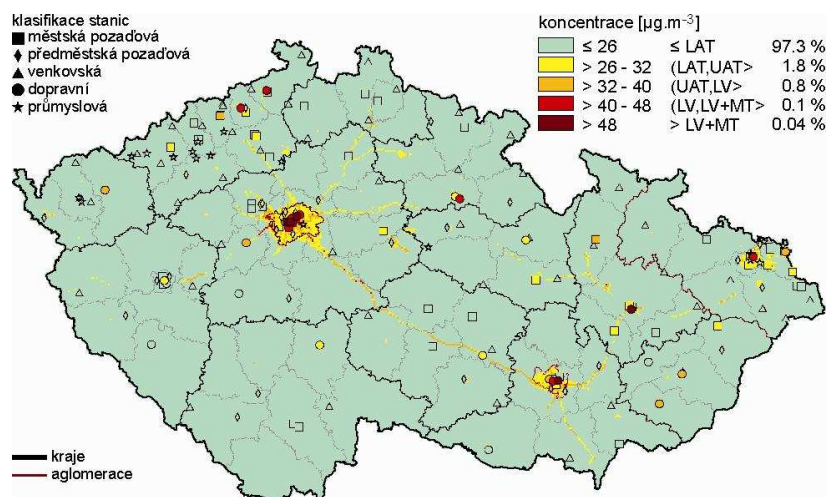 klasifikace stanic
městská pozaďová
předměstská pozaďová
venkovská
dopravní
průmyslová
koncentrace [µg.m⁻³]
≤ 26 ≤ LAT 97.3 %
> 26 - 32 (LAT,UAT> 1.8 %
> 32 - 40 (UAT,LV> 0.8 %
> 40 - 48 (LV,LV+MT> 0.1 %
> 48 > LV+MT 0.04 %
kraje
aglomerace